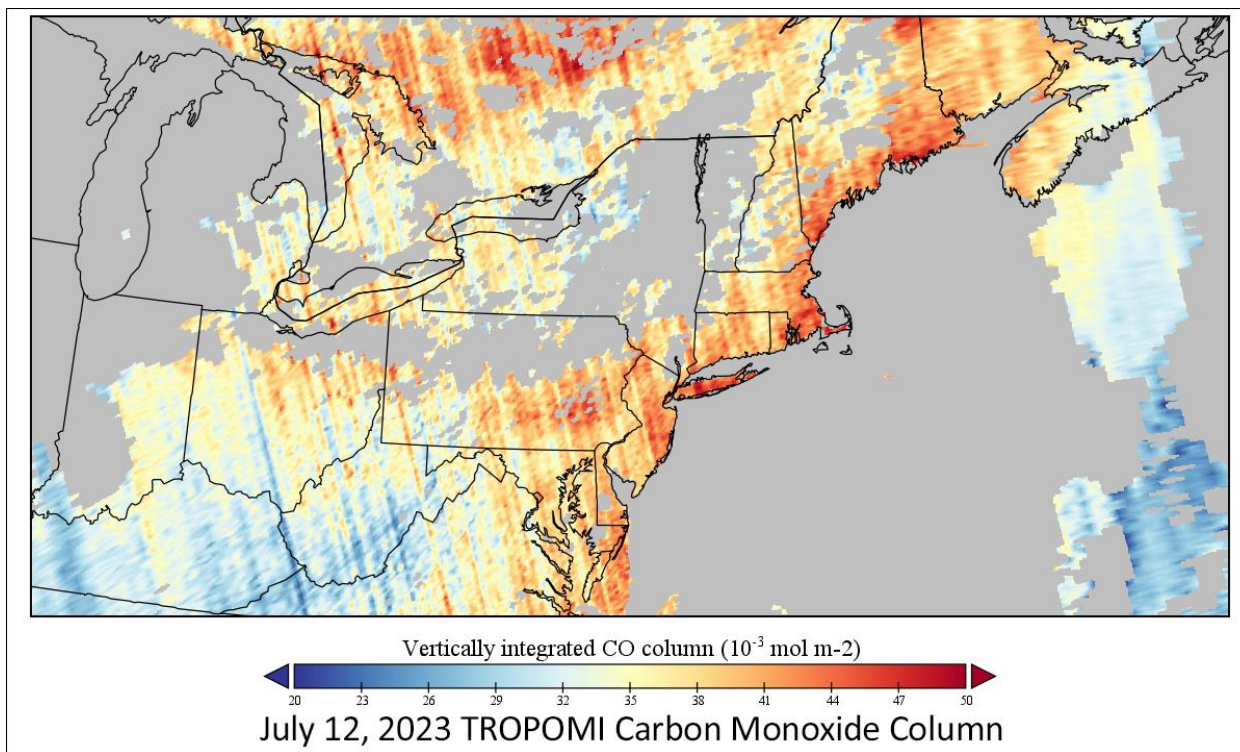 Vertically integrated CO column (10⁻³ mol m-2)
20 23 26 29 32 35 38 41 44 47 50
July 12, 2023 TROPOMI Carbon Monoxide Column